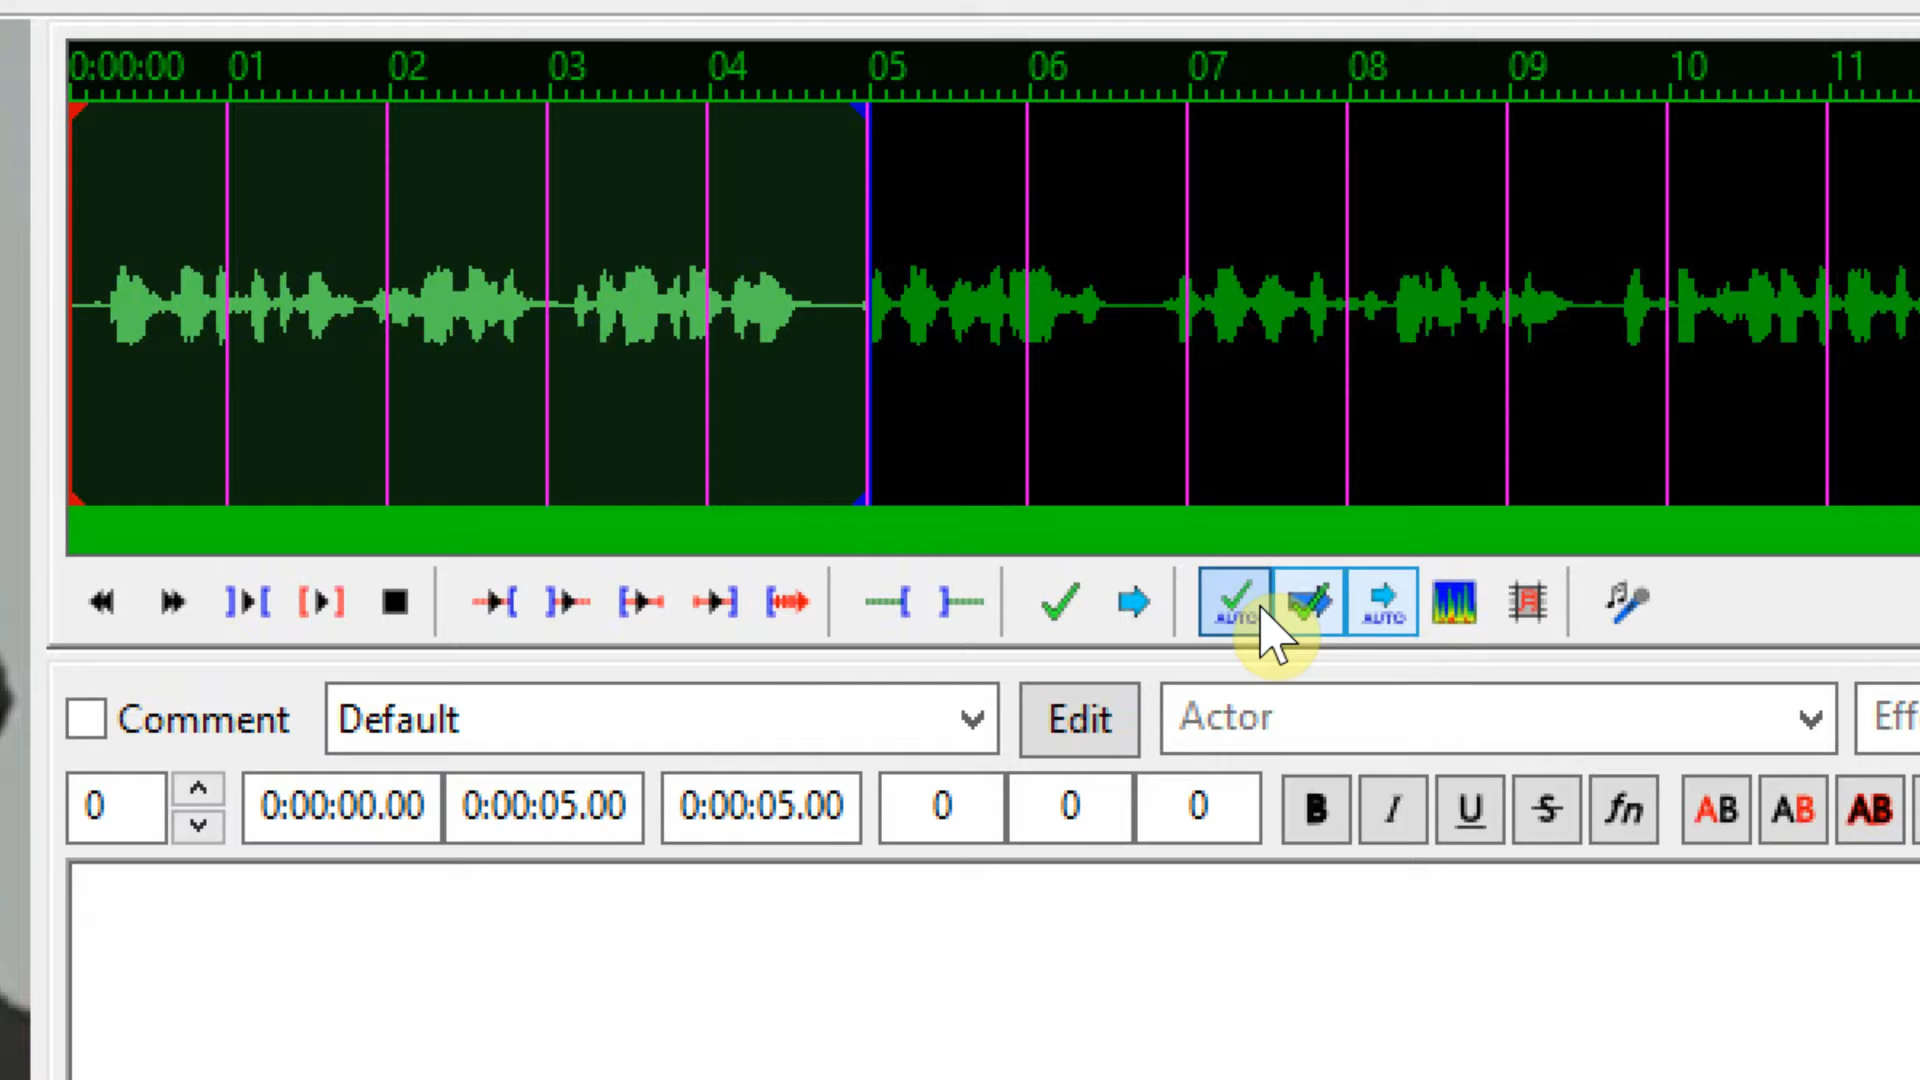 0:00:00 01 02 03 04 05 06 07 08 09 10 11
AUTO AUTO
Comment Default Edit Actor Eff
0 0:00:00.00 0:00:05.00 0:00:05.00 0 0 0 B I U S fn AB AB AB